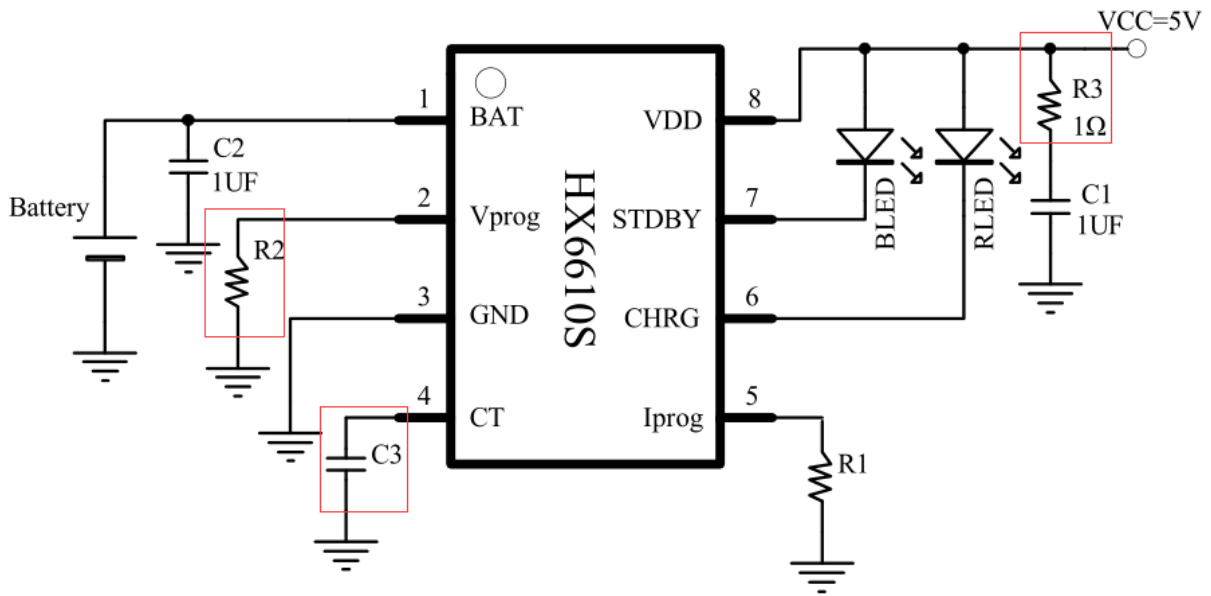 VCC=5V
1
BAT
VDD
8
R3
1Ω
C2
1UF
Battery
2
Vprog
STDBY
7
BLED
RLED
C1
1UF
R2
HX6610S
3
GND
CHRG
6
4
CT
Iprog
5
C3
R1